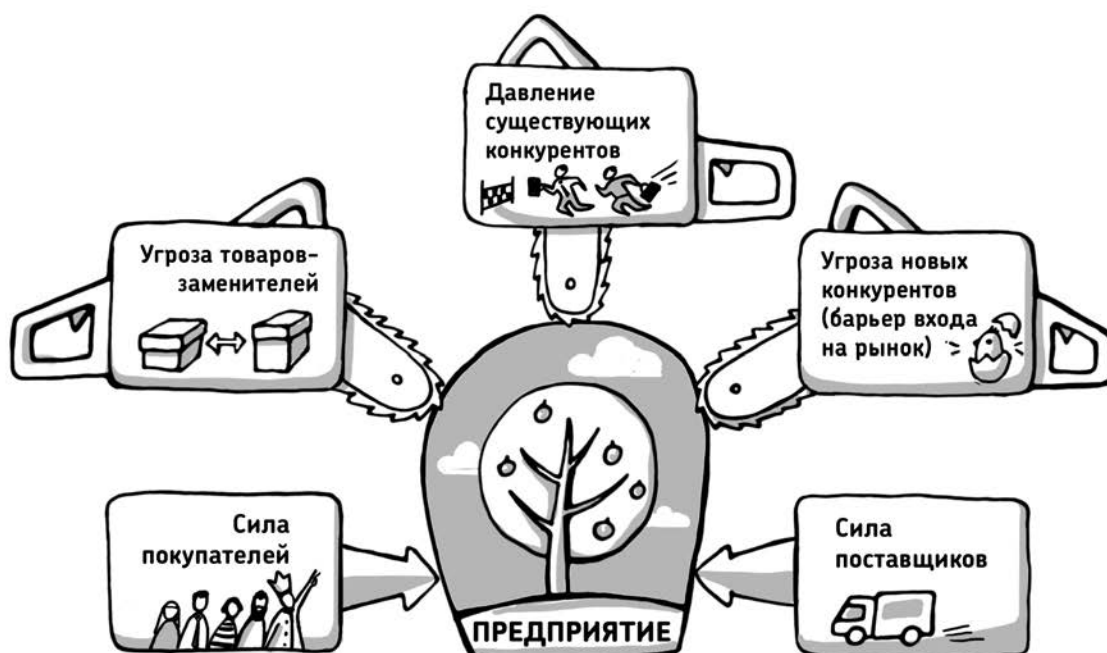 Давление
существующих
конкурентов
Угроза товаров-
заменителей
Угроза новых
конкурентов
(барьер входа
на рынок)
Сила
покупателей
Сила
поставщиков
ПРЕДПРИЯТИЕ